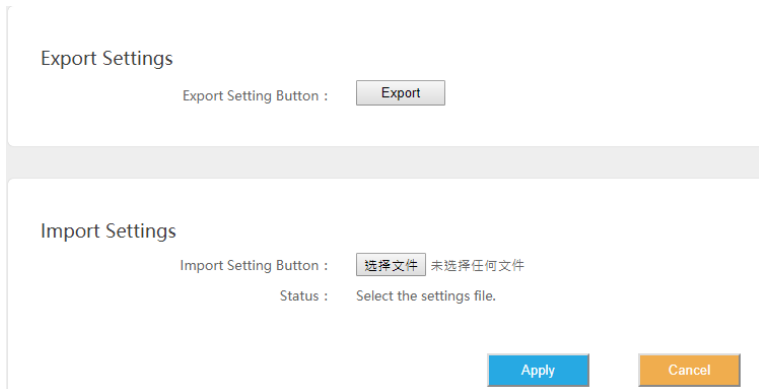 Export Settings
Export Setting Button : Export
Import Settings
Import Setting Button : 选择文件 未选择任何文件
Status : Select the settings file.
Apply Cancel